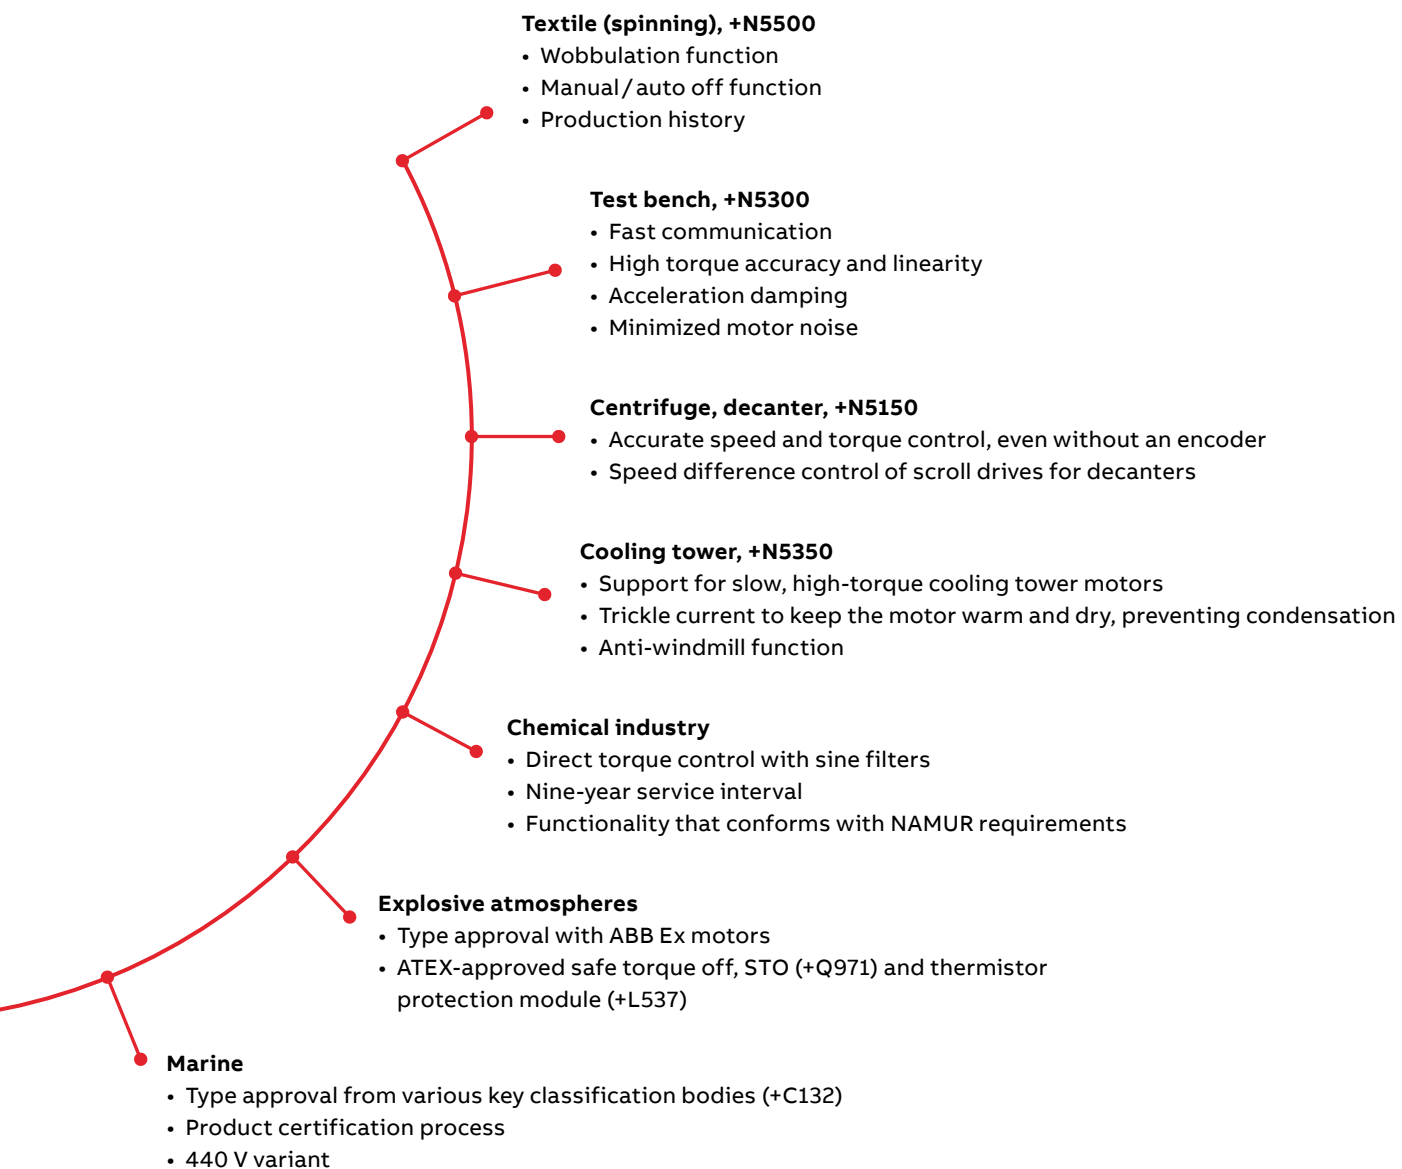 Textile (spinning), +N5500
• Wobbulation function
• Manual / auto off function
• Production history
Test bench, +N5300
• Fast communication
• High torque accuracy and linearity
• Acceleration damping
• Minimized motor noise
Centrifuge, decanter, +N5150
• Accurate speed and torque control, even without an encoder
• Speed difference control of scroll drives for decanters
Cooling tower, +N5350
• Support for slow, high-torque cooling tower motors
• Trickle current to keep the motor warm and dry, preventing condensation
• Anti-windmill function
Chemical industry
• Direct torque control with sine filters
• Nine-year service interval
• Functionality that conforms with NAMUR requirements
Explosive atmospheres
• Type approval with ABB Ex motors
• ATEX-approved safe torque off, STO (+Q971) and thermistor
protection module (+L537)
Marine
• Type approval from various key classification bodies (+C132)
• Product certification process
• 440 V variant